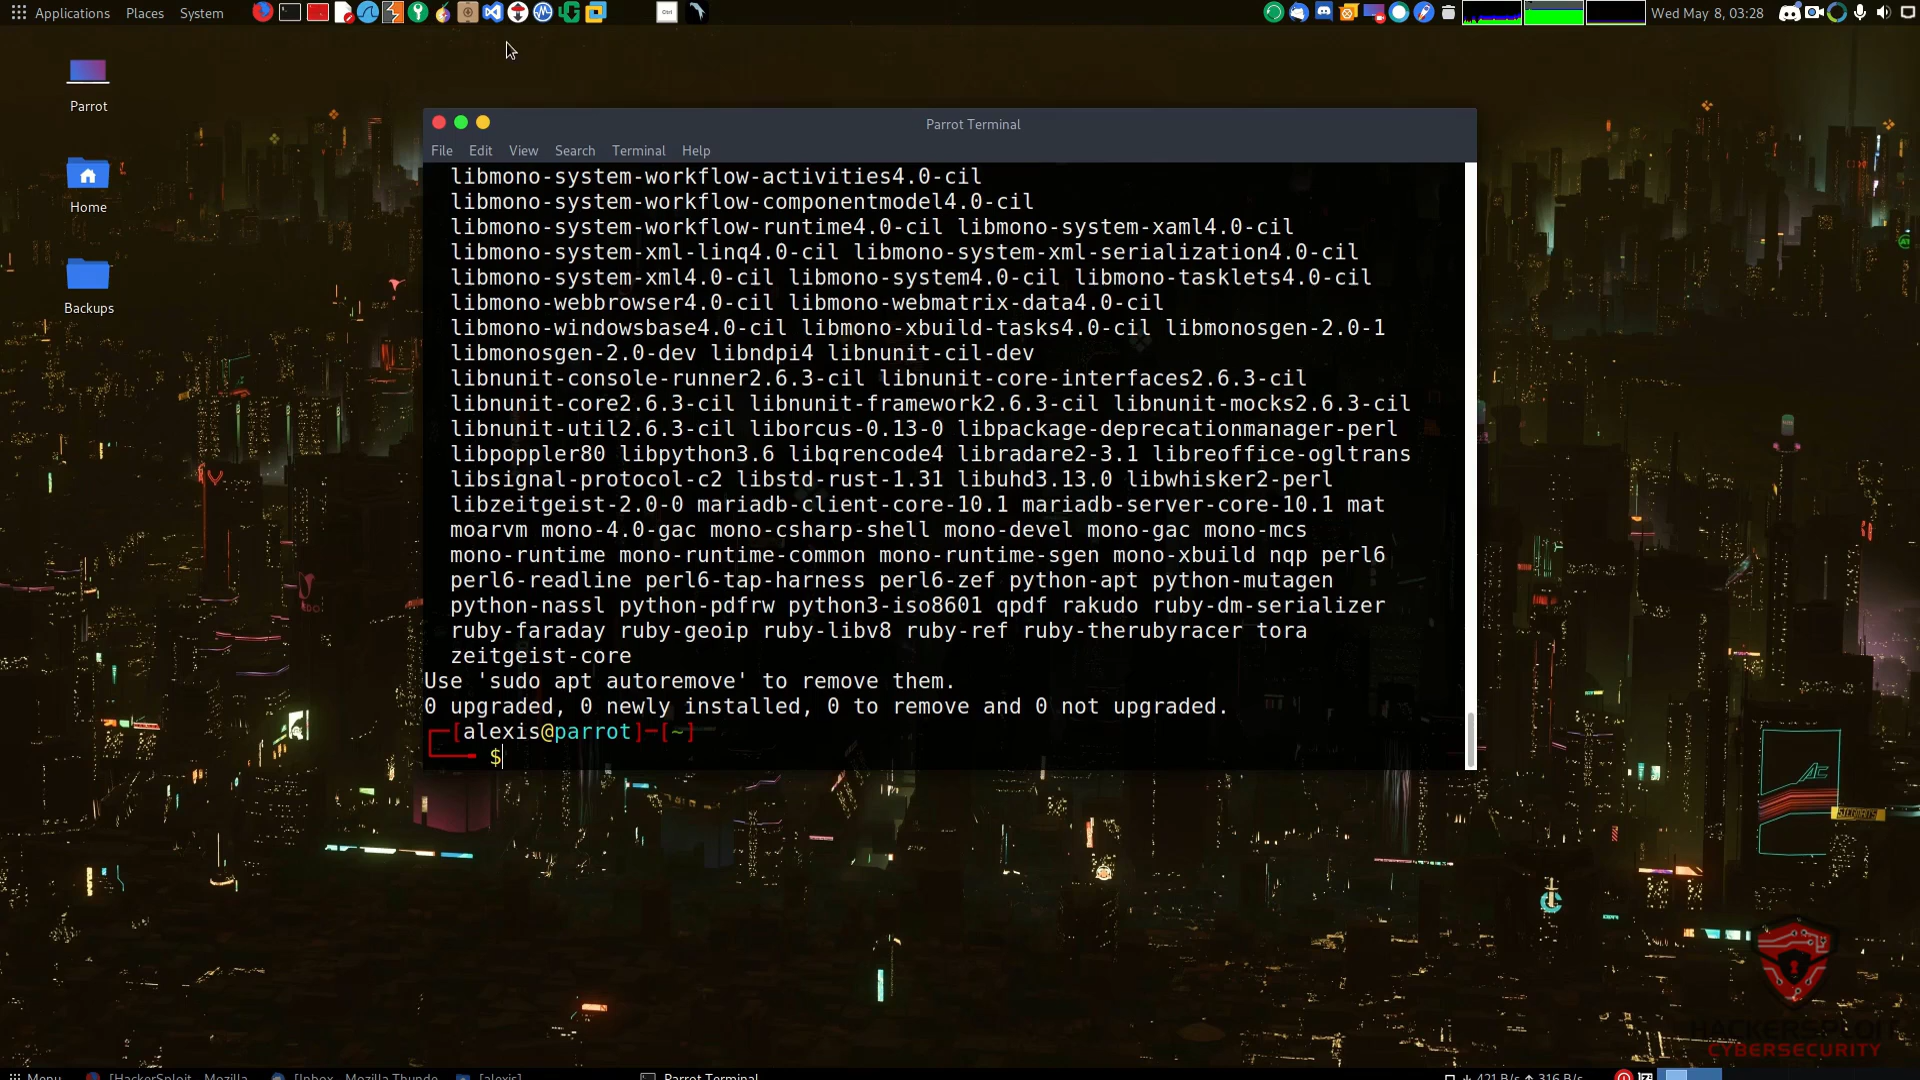 Applications Places System
Ctrl
Wed May 8, 03:28
Parrot
Home
Backups
Parrot Terminal
File Edit View Search Terminal Help
libmono-system-workflow-activities4.0-cil
libmono-system-workflow-componentmodel4.0-cil
libmono-system-workflow-runtime4.0-cil libmono-system-xaml4.0-cil
libmono-system-xml-linq4.0-cil libmono-system-xml-serialization4.0-cil
libmono-system-xml4.0-cil libmono-system4.0-cil libmono-tasklets4.0-cil
libmono-webbrowser4.0-cil libmono-webmatrix-data4.0-cil
libmono-windowsbase4.0-cil libmono-xbuild-tasks4.0-cil libmonosgen-2.0-1
libmonosgen-2.0-dev libndpi4 libnunit-cil-dev
libnunit-console-runner2.6.3-cil libnunit-core-interfaces2.6.3-cil
libnunit-core2.6.3-cil libnunit-framework2.6.3-cil libnunit-mocks2.6.3-cil
libnunit-util2.6.3-cil liborcus-0.13-0 libpackage-deprecationmanager-perl
libpoppler80 libpython3.6 libqrencode4 libradare2-3.1 libreoffice-ogltrans
libsignal-protocol-c2 libstd-rust-1.31 libuhd3.13.0 libwhisker2-perl
libzeitgeist-2.0-0 mariadb-client-core-10.1 mariadb-server-core-10.1 mat
moarvm mono-4.0-gac mono-csharp-shell mono-devel mono-gac mono-mcs
mono-runtime mono-runtime-common mono-runtime-sgen mono-xbuild nqp perl6
perl6-readline perl6-tap-harness perl6-zef python-apt python-mutagen
python-nassl python-pdfrw python3-iso8601 qpdf rakudo ruby-dm-serializer
ruby-faraday ruby-geoip ruby-libv8 ruby-ref ruby-therubyracer tora
zeitgeist-core
Use 'sudo apt autoremove' to remove them.
0 upgraded, 0 newly installed, 0 to remove and 0 not upgraded.
[alexis@parrot]─[~]
$
HACKERSPLOIT
CYBERSECURITY
Menu [HackerSploit - Mozilla [Inbox - Mozilla Thunde [alexis] Parrot Terminal 421 B/s 316 B/s